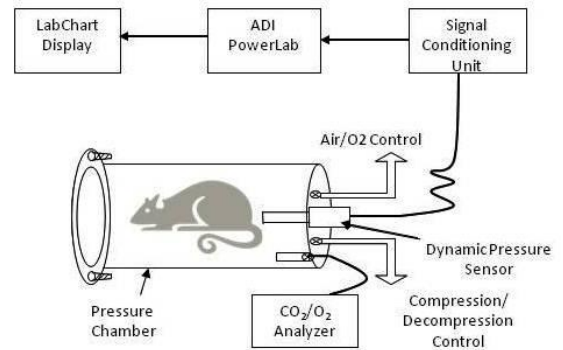 LabChart
Display
ADI
PowerLab
Signal
Conditioning
Unit
Air/O2 Control
Dynamic Pressure
Sensor
Pressure
Chamber
CO₂/O₂
Analyzer
Compression/
Decompression
Control